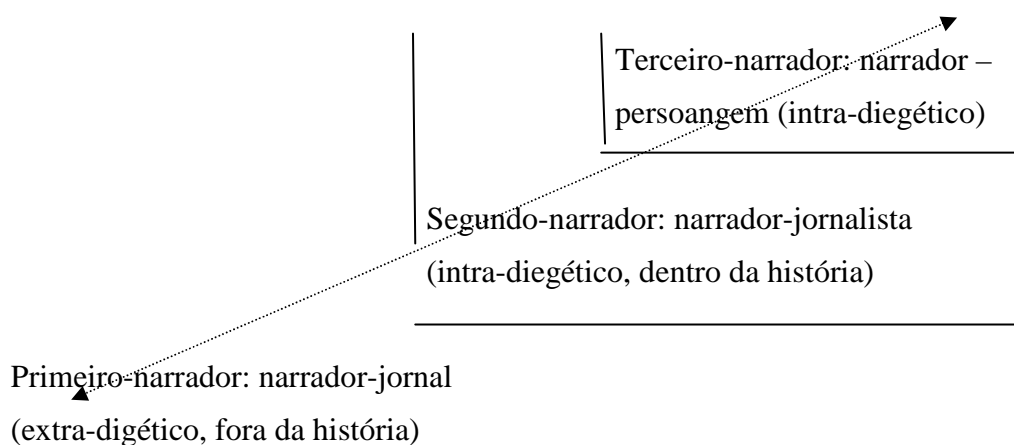 Terceiro-narrador: narrador –
persoangem (intra-diegético)
Segundo-narrador: narrador-jornalista
(intra-diegético, dentro da história)
Primeiro-narrador: narrador-jornal
(extra-digético, fora da história)